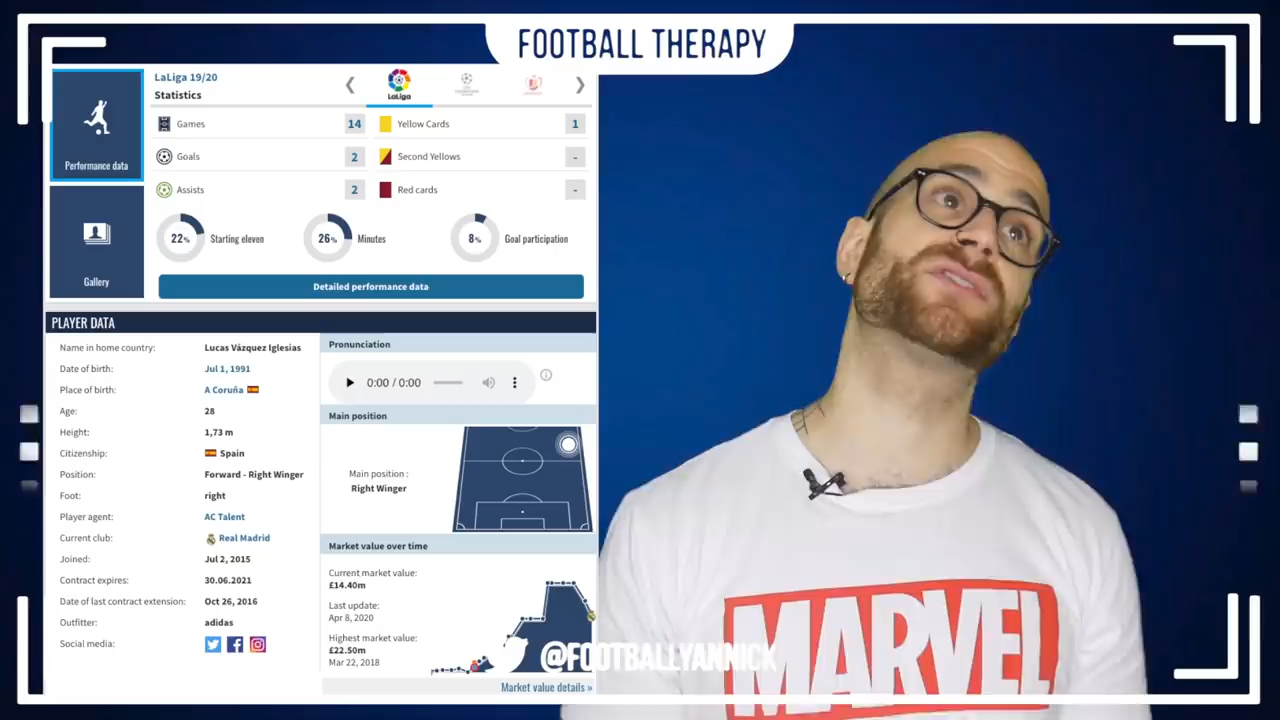 FOOTBALL THERAPY
LaLiga 19/20
Statistics
LaLiga
Games 14
Yellow Cards 1
Goals 2
Second Yellows -
Assists 2
Red cards -
22% Starting eleven
26% Minutes
8% Goal participation
Detailed performance data
Performance data
Gallery
PLAYER DATA
Name in home country: Lucas Vázquez Iglesias
Date of birth: Jul 1, 1991
Place of birth: A Coruña
Age: 28
Height: 1,73 m
Citizenship: Spain
Position: Forward - Right Winger
Foot: right
Player agent: AC Talent
Current club: Real Madrid
Joined: Jul 2, 2015
Contract expires: 30.06.2021
Date of last contract extension: Oct 26, 2016
Outfitter: adidas
Social media:
Pronunciation
0:00 / 0:00
Main position
Main position :
Right Winger
Market value over time
Current market value:
£14.40m
Last update:
Apr 8, 2020
Highest market value:
£22.50m
Mar 22, 2018
Market value details »
@FOOTBALLYANNICK
MARVEL